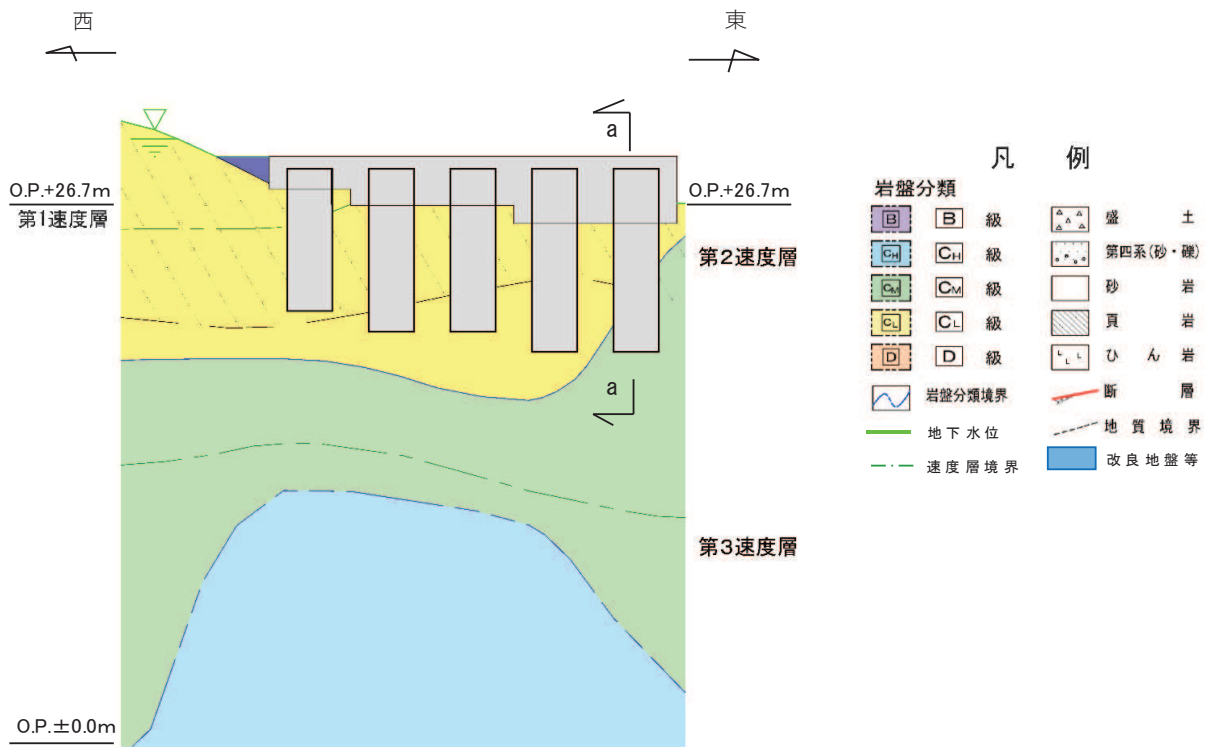 西
東
a
O.P.+26.7m
第1速度層
O.P.+26.7m
第2速度層
a
第3速度層
O.P.±0.0m
凡 例
岩盤分類
B B 級
CH CH 級
CM CM 級
CL CL 級
D D 級
岩盤分類境界
地下水位
速度層境界
盛 土
第四系(砂・礫)
砂 岩
頁 岩
ひ ん 岩
断 層
地 質 境 界
改良地盤等